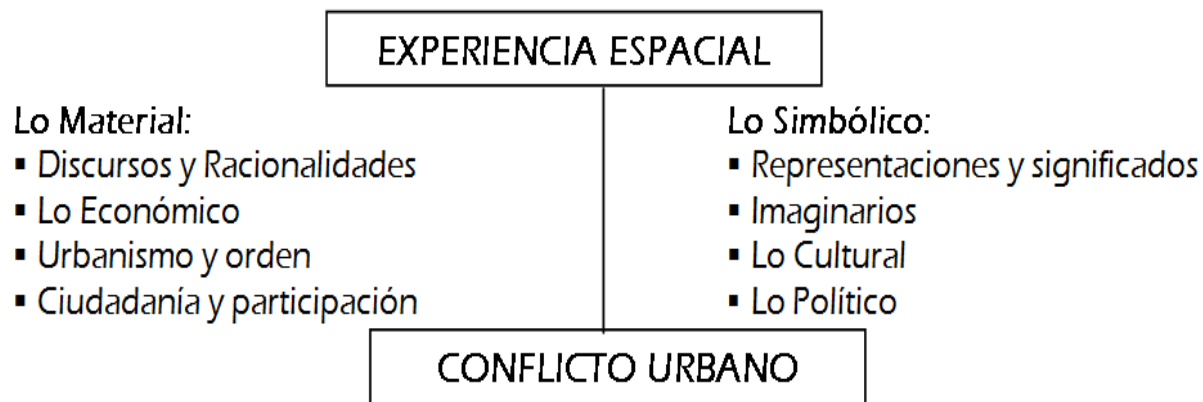 EXPERIENCIA ESPACIAL
Lo Material:
▪ Discursos y Racionalidades
▪ Lo Económico
▪ Urbanismo y orden
▪ Ciudadanía y participación
Lo Simbólico:
▪ Representaciones y significados
▪ Imaginarios
▪ Lo Cultural
▪ Lo Político
CONFLICTO URBANO